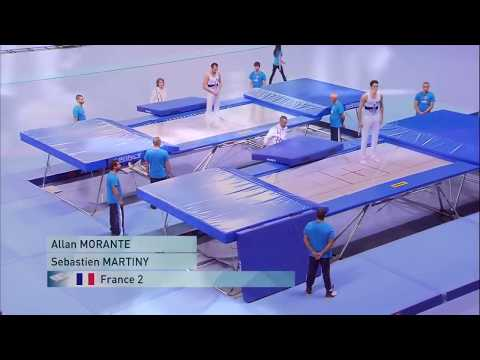 Allan MORANTE
Sebastien MARTINY
France 2